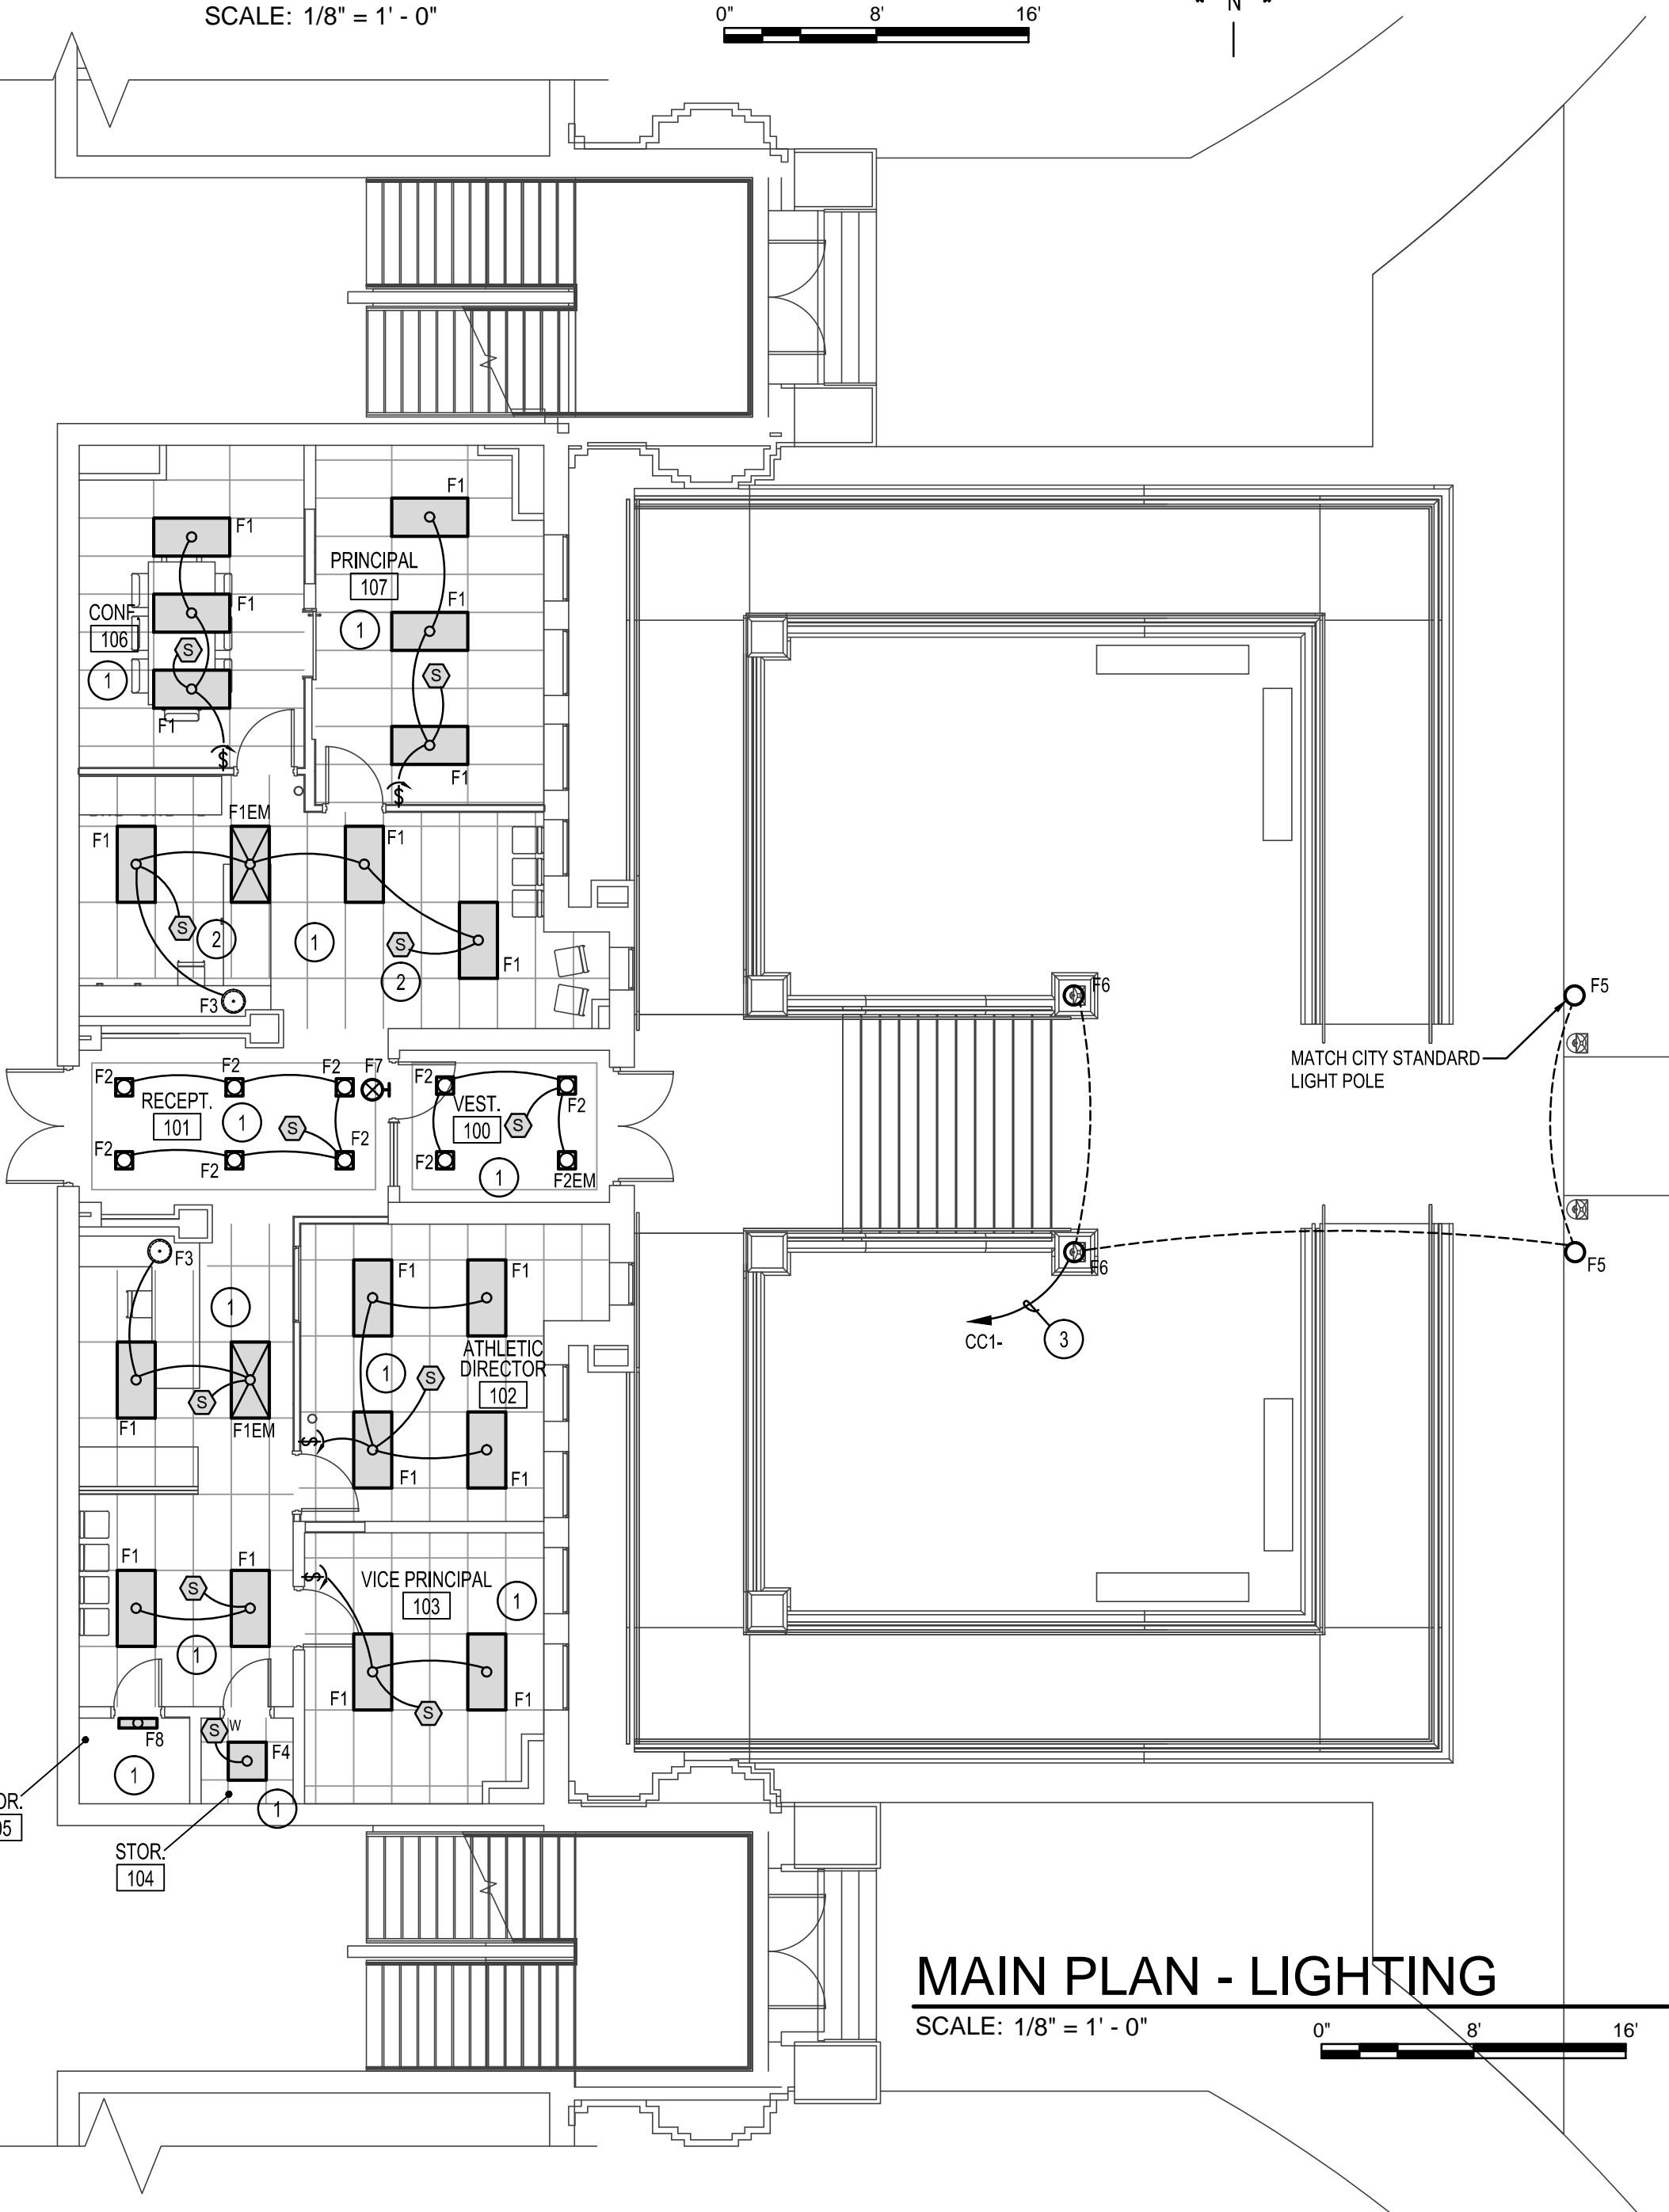 SCALE: 1/8" = 1' - 0"
0" 8' 16'
N
F1
F1
PRINCIPAL
107
F1
F1
CONF.
106
1
S
1
S
F1
F1
$
$
F1EM
F1
F1
S
2
1
S
2
F1
F3
F6
F5
MATCH CITY STANDARD
LIGHT POLE
F2
F2
F2
F7
F2
F2
RECEPT.
101
1
S
VEST.
100
S
F2
F2
F2
F2
1
F2EM
F3
F6
F5
1
F1
F1
CC1-
3
ATHLETIC
DIRECTOR
102
1
S
S
F1
F1EM
$
F1
F1
F1
F1
S
$
VICE PRINCIPAL
103
1
1
F1
F1
S
S W
F8
F4
1
1
OR.
05
STOR.
104
MAIN PLAN - LIGHTING
SCALE: 1/8" = 1' - 0"
0" 8' 16'